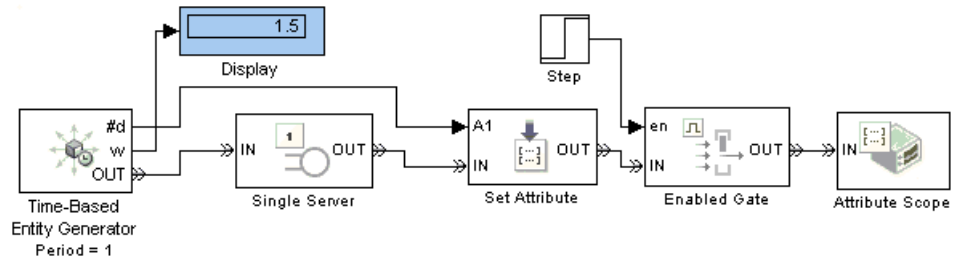 1.5
Display
Step
#d
w
OUT
Time-Based
Entity Generator
Period = 1
IN
1
OUT
Single Server
A1
IN
[...]
OUT
Set Attribute
en
IN
OUT
Enabled Gate
IN
[...]
Attribute Scope